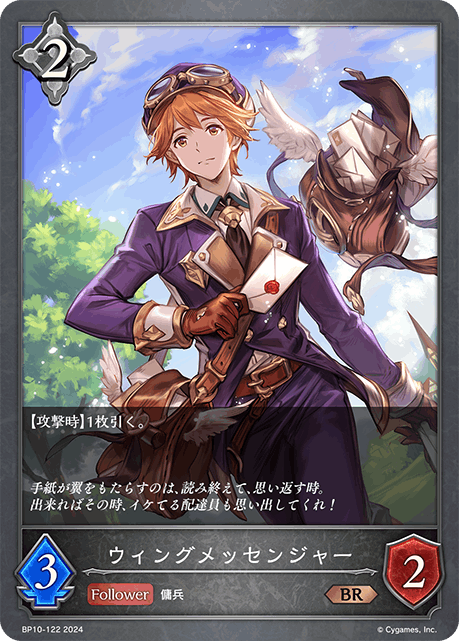 2
【攻撃時】1枚引く。
手紙が翼をもたらすのは、読み終えて、思い返す時。
出来ればその時、イケてる配達員も思い出してくれ！
ウィングメッセンジャー
3
Follower 傭兵
BR
2
BP10-122 2024
© Cygames, Inc.